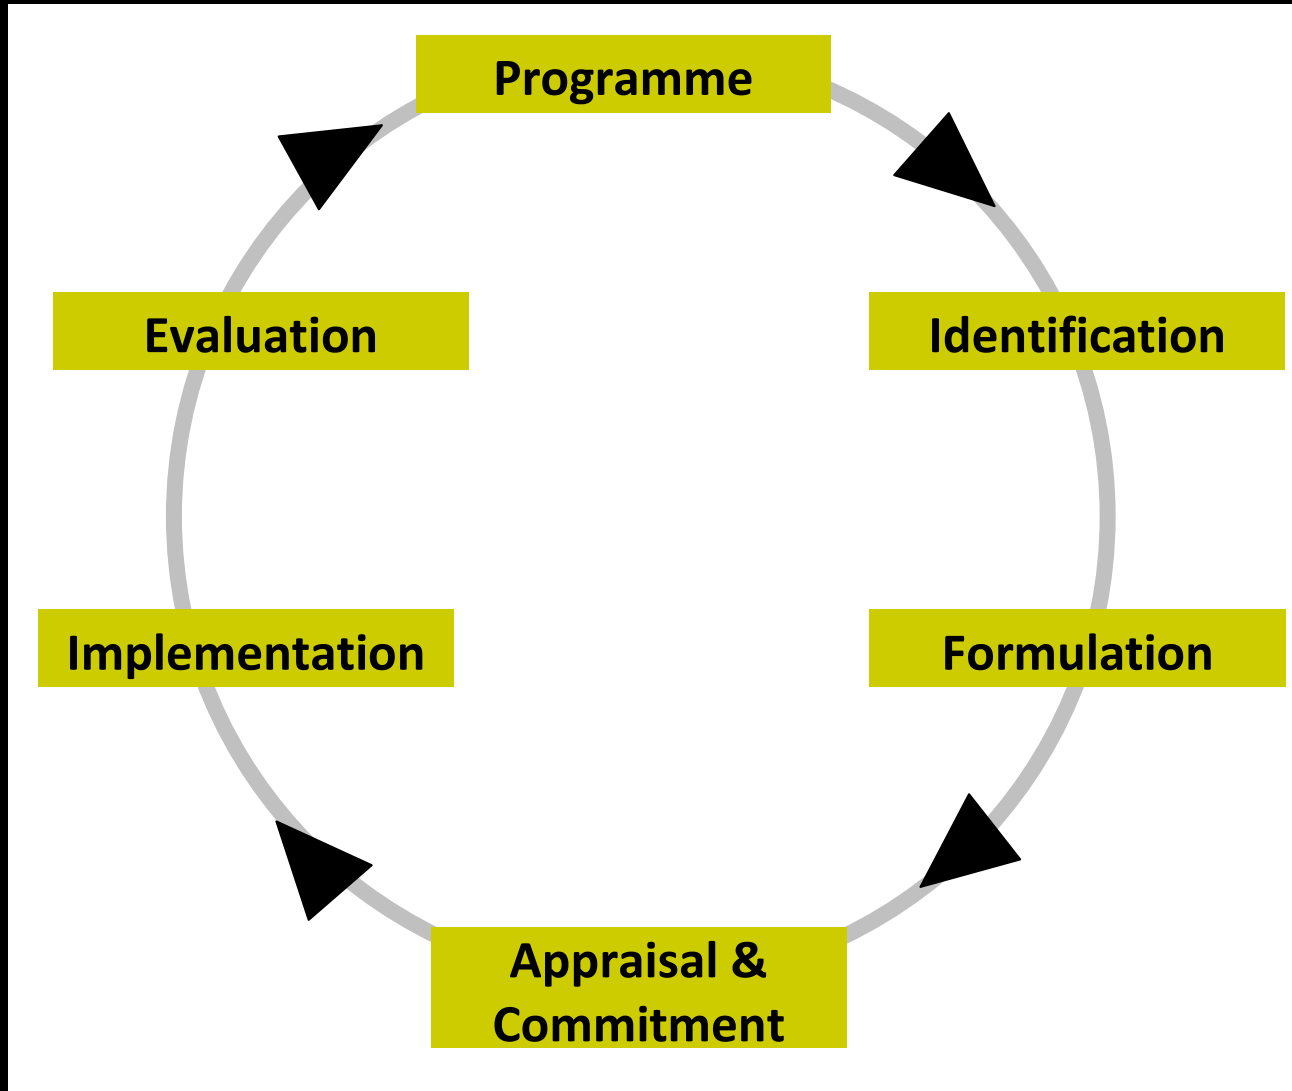 Programme
Evaluation
Identification
Implementation
Formulation
Appraisal &
Commitment